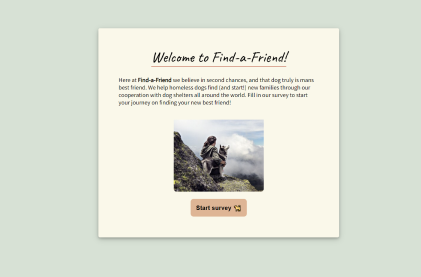 Welcome to Find-a-Friend!
Here at Find-a-Friend we believe in second chances, and that dog truly is mans
best friend. We help homeless dogs find (and start!) new families through our
cooperation with dog shelters all around the world. Fill in our survey to start
your journey on finding your new best friend!
Start survey